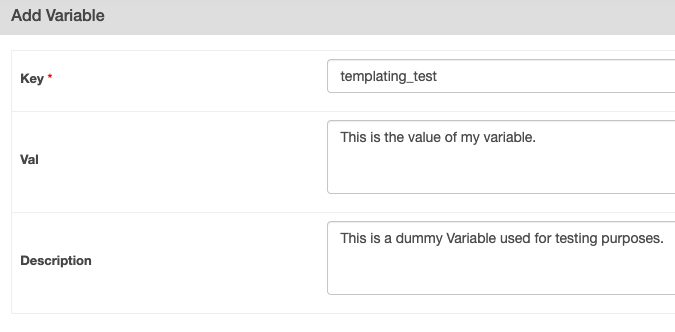 Add Variable
Key *
templating_test
Val
This is the value of my variable.
Description
This is a dummy Variable used for testing purposes.